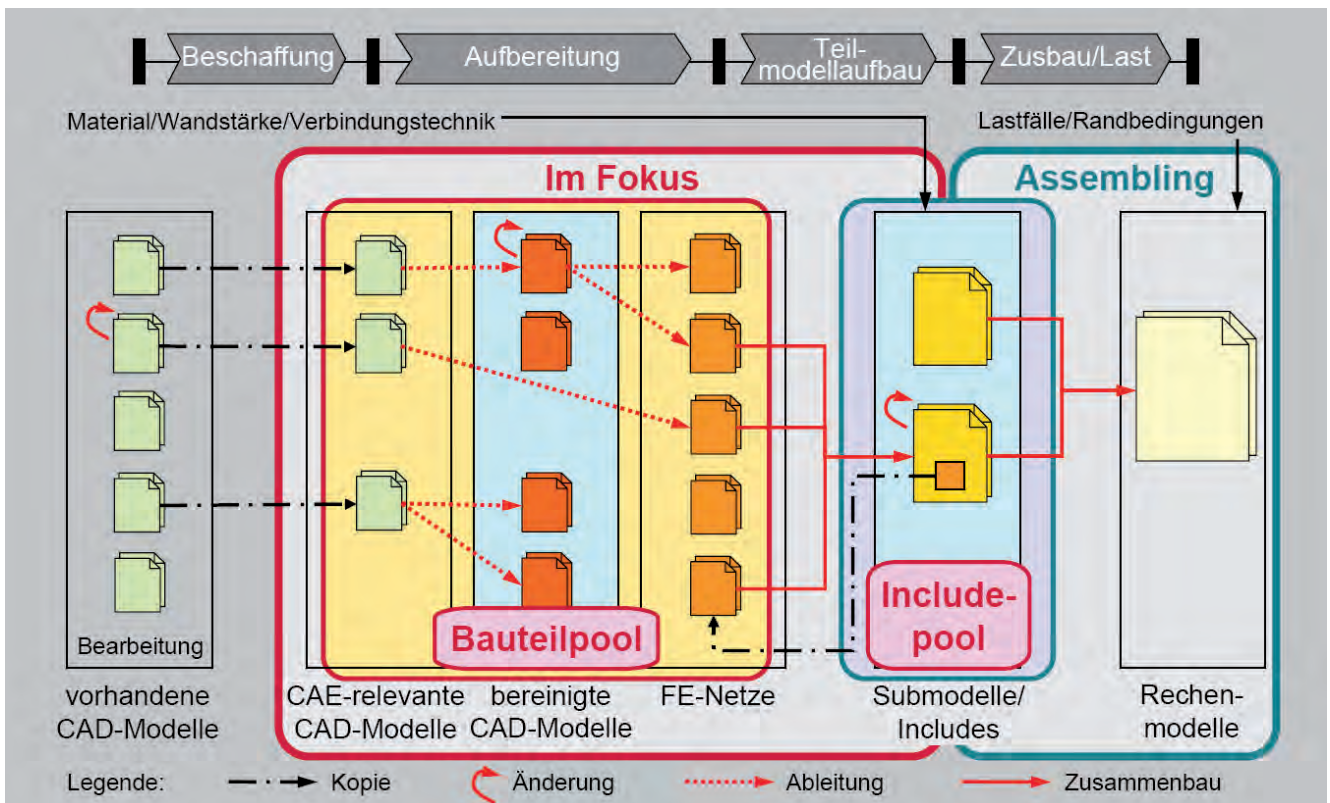 Beschaffung
Aufbereitung
Teil-
modellaufbau
Zusbau/Last
Material/Wandstärke/Verbindungstechnik
Lastfälle/Randbedingungen
Im Fokus
Assembling
Bearbeitung
Bauteilpool
Include-
pool
vorhandene
CAD-Modelle
CAE-relevante
CAD-Modelle
bereinigte
CAD-Modelle
FE-Netze
Submodelle/
Includes
Rechen-
modelle
Legende:
Kopie
Änderung
Ableitung
Zusammenbau